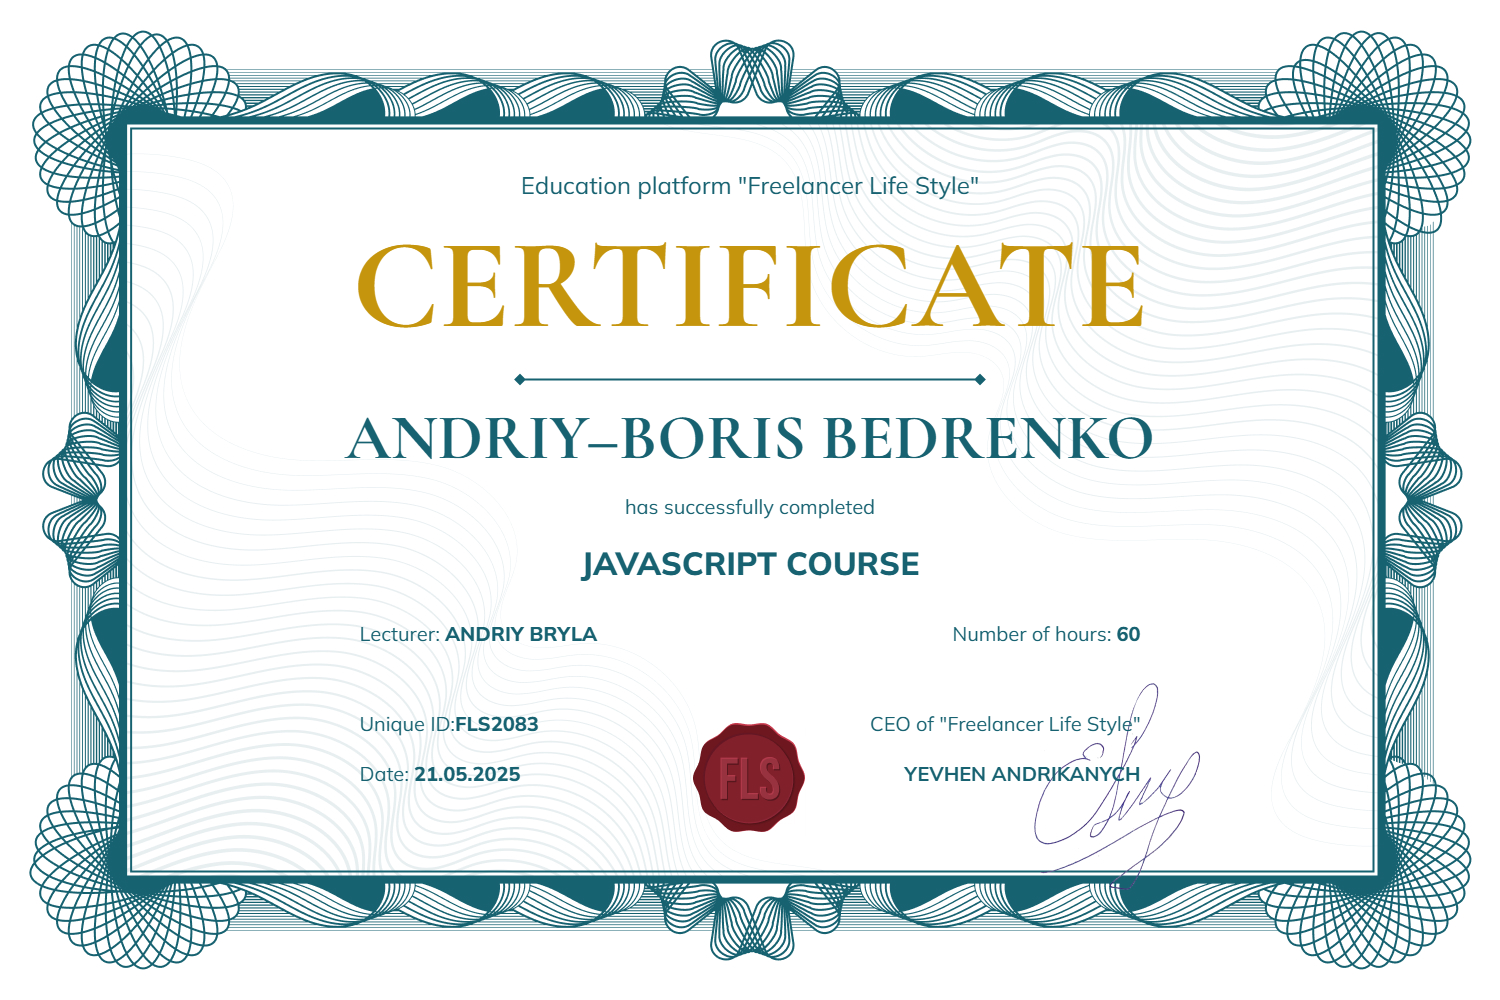 Education platform "Freelancer Life Style"
CERTIFICATE
ANDRIY–BORIS BEDRENKO
has successfully completed
JAVASCRIPT COURSE
Lecturer: ANDRIY BRYLA
Number of hours: 60
Unique ID:FLS2083
CEO of "Freelancer Life Style"
Date: 21.05.2025
FLS
YEVHEN ANDRIKANYCH